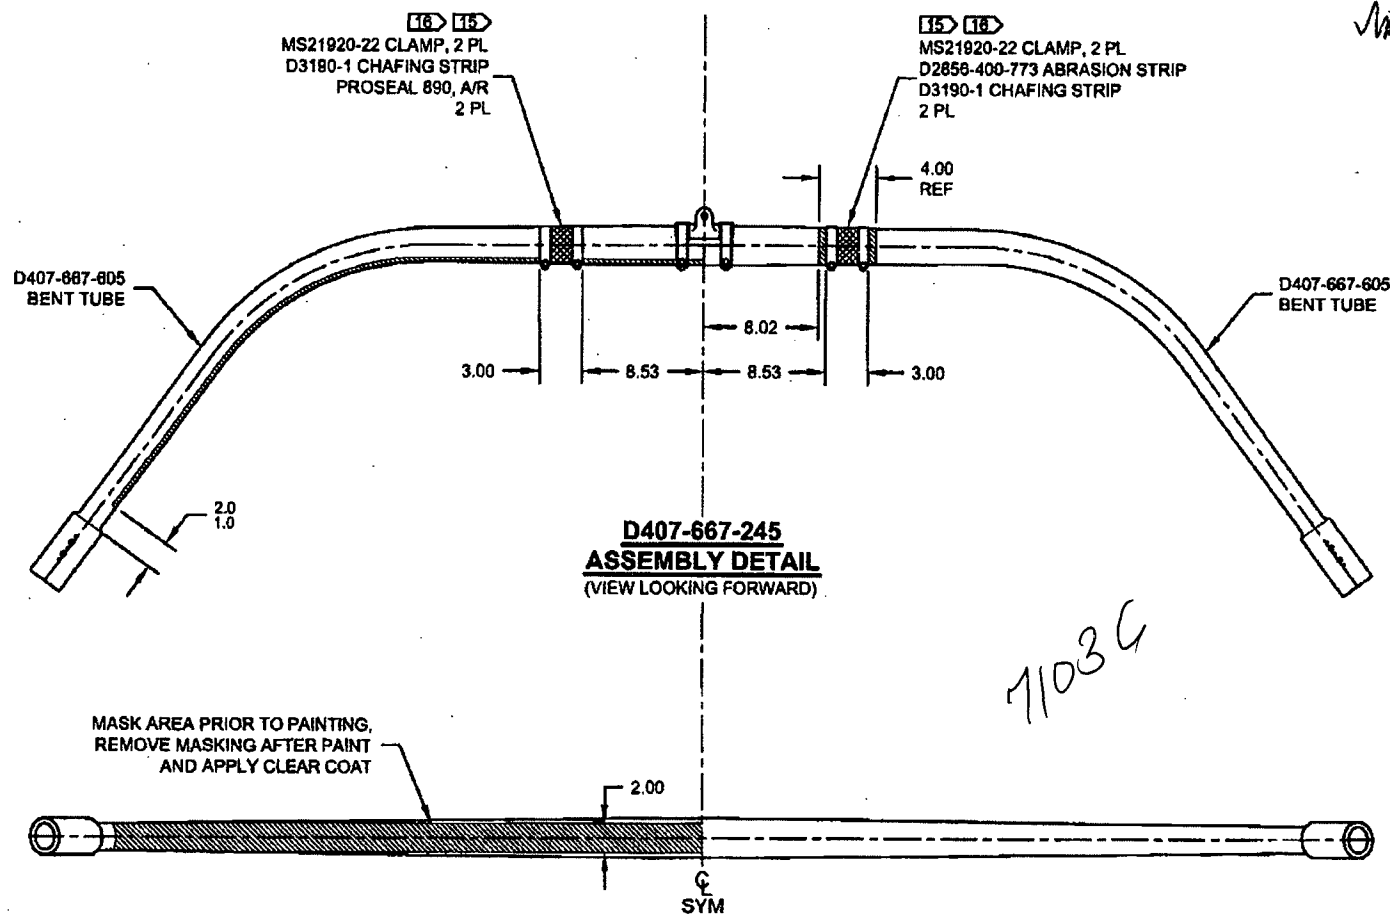 16 15
MS21920-22 CLAMP, 2 PL
D3190-1 CHAFING STRIP
PROSEAL 890, A/R
2 PL
15 16
MS21920-22 CLAMP, 2 PL
D2856-400-773 ABRASION STRIP
D3190-1 CHAFING STRIP
2 PL
4.00
REF
D407-667-605
BENT TUBE
D407-667-605
BENT TUBE
8.02
3.00
8.53
8.53
3.00
2.0
1.0
D407-667-245
ASSEMBLY DETAIL
(VIEW LOOKING FORWARD)
MASK AREA PRIOR TO PAINTING,
REMOVE MASKING AFTER PAINT
AND APPLY CLEAR COAT
2.00
SYM